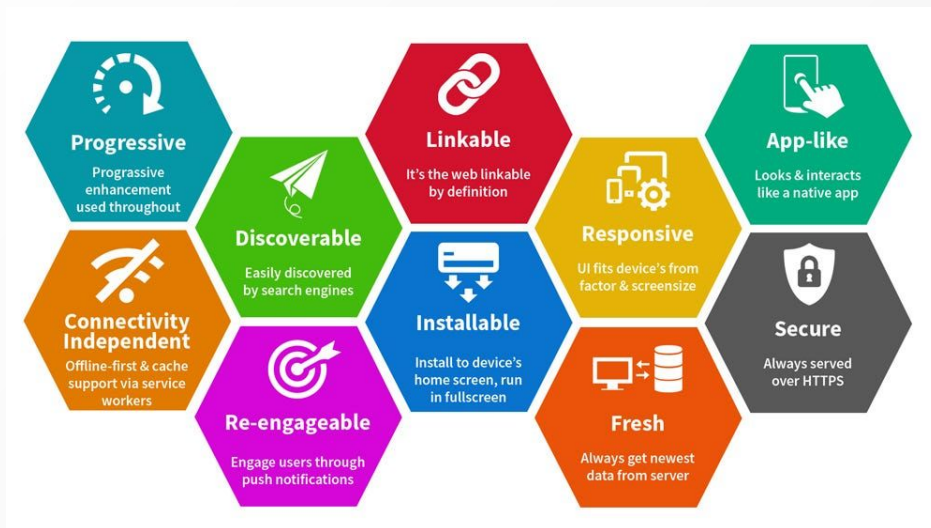 Progressive
Prograssive
enhancement
used throughout
Linkable
It's the web linkable
by definition
App-like
Looks & interacts
like a native app
Discoverable
Easily discovered
by search engines
Responsive
UI fits device's from
factor & screensize
Connectivity
Independent
Offline-first & cache
support via service
workers
Installable
Install to device's
home screen, run
in fullscreen
Secure
Always served
over HTTPS
Re-engageable
Engage users through
push notifications
Fresh
Always get newest
data from server